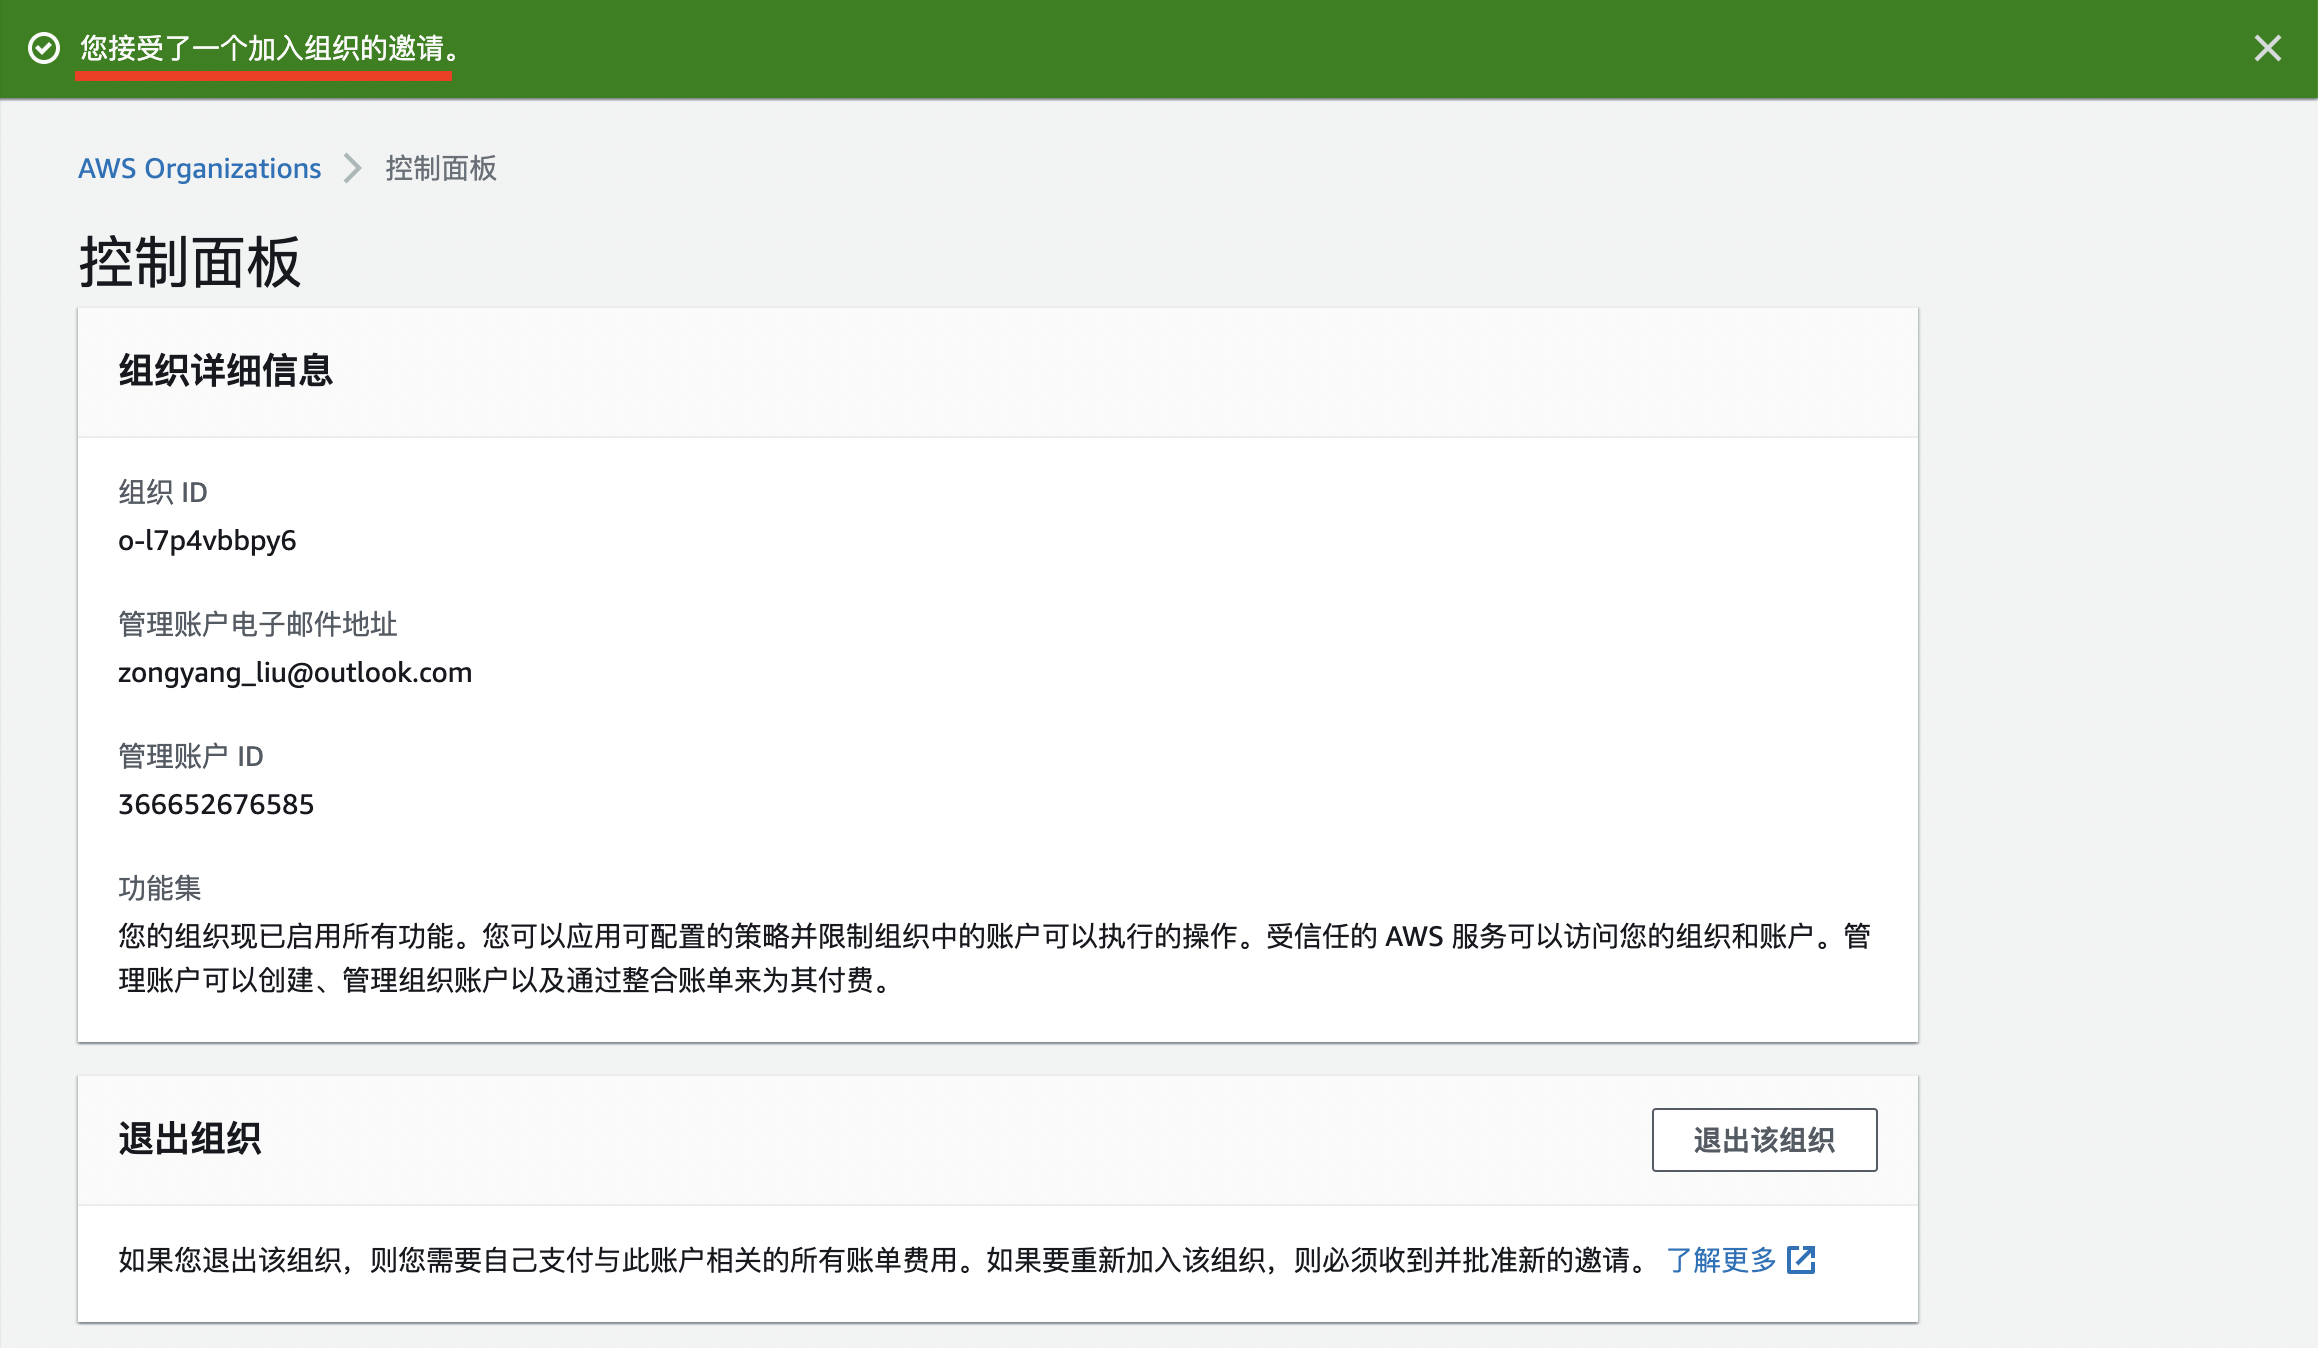 您接受了一个加入组织的邀请。
AWS Organizations > 控制面板
控制面板
组织详细信息
组织 ID
o-l7p4vbbpy6
管理账户电子邮件地址
zongyang_liu@outlook.com
管理账户 ID
366652676585
功能集
您的组织现已启用所有功能。您可以应用可配置的策略并限制组织中的账户可以执行的操作。受信任的 AWS 服务可以访问您的组织和账户。管
理账户可以创建、管理组织账户以及通过整合账单来为其付费。
退出组织
退出该组织
如果您退出该组织，则您需要自己支付与此账户相关的所有账单费用。如果要重新加入该组织，则必须收到并批准新的邀请。 了解更多